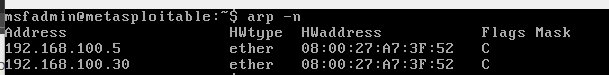 msfadmin@metasploitable:~$ arp -n
Address HWtype HWaddress Flags Mask
192.168.100.5 ether 08:00:27:A7:3F:52 C
192.168.100.30 ether 08:00:27:A7:3F:52 C